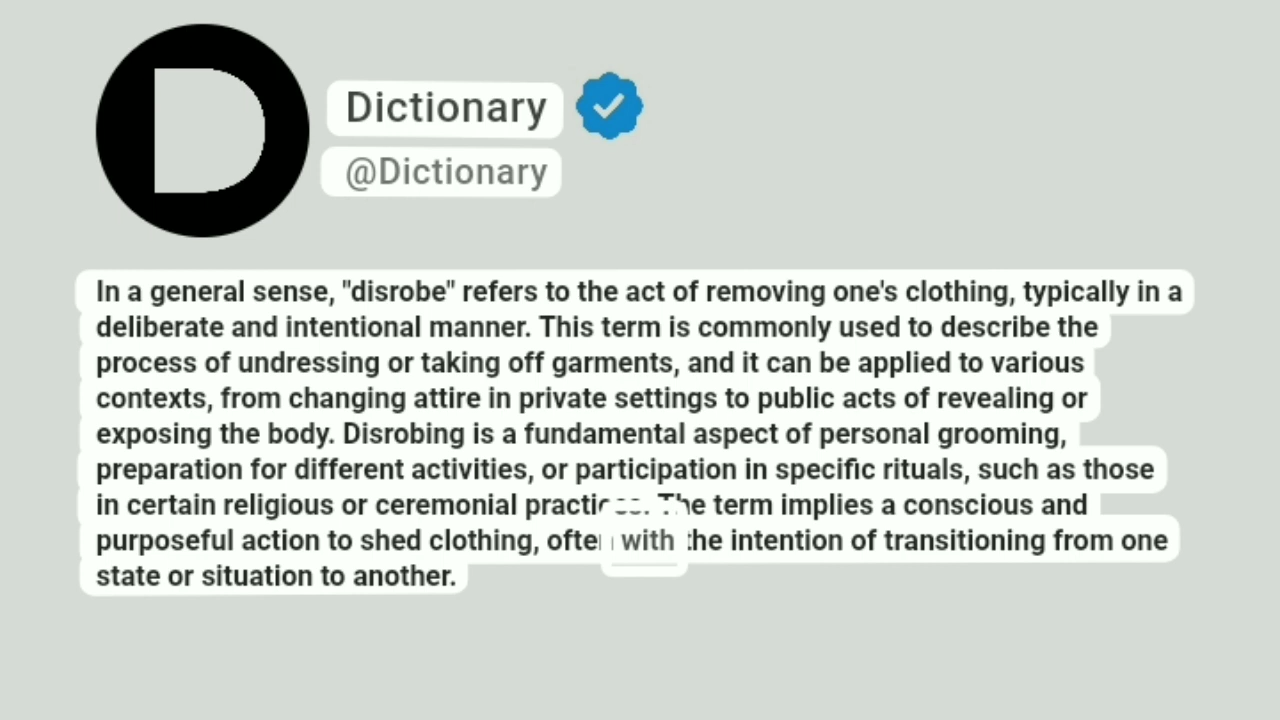 D
Dictionary
@Dictionary
In a general sense, "disrobe" refers to the act of removing one's clothing, typically in a
deliberate and intentional manner. This term is commonly used to describe the
process of undressing or taking off garments, and it can be applied to various
contexts, from changing attire in private settings to public acts of revealing or
exposing the body. Disrobing is a fundamental aspect of personal grooming,
preparation for different activities, or participation in specific rituals, such as those
in certain religious or ceremonial practices. The term implies a conscious and
purposeful action to shed clothing, often with the intention of transitioning from one
state or situation to another.